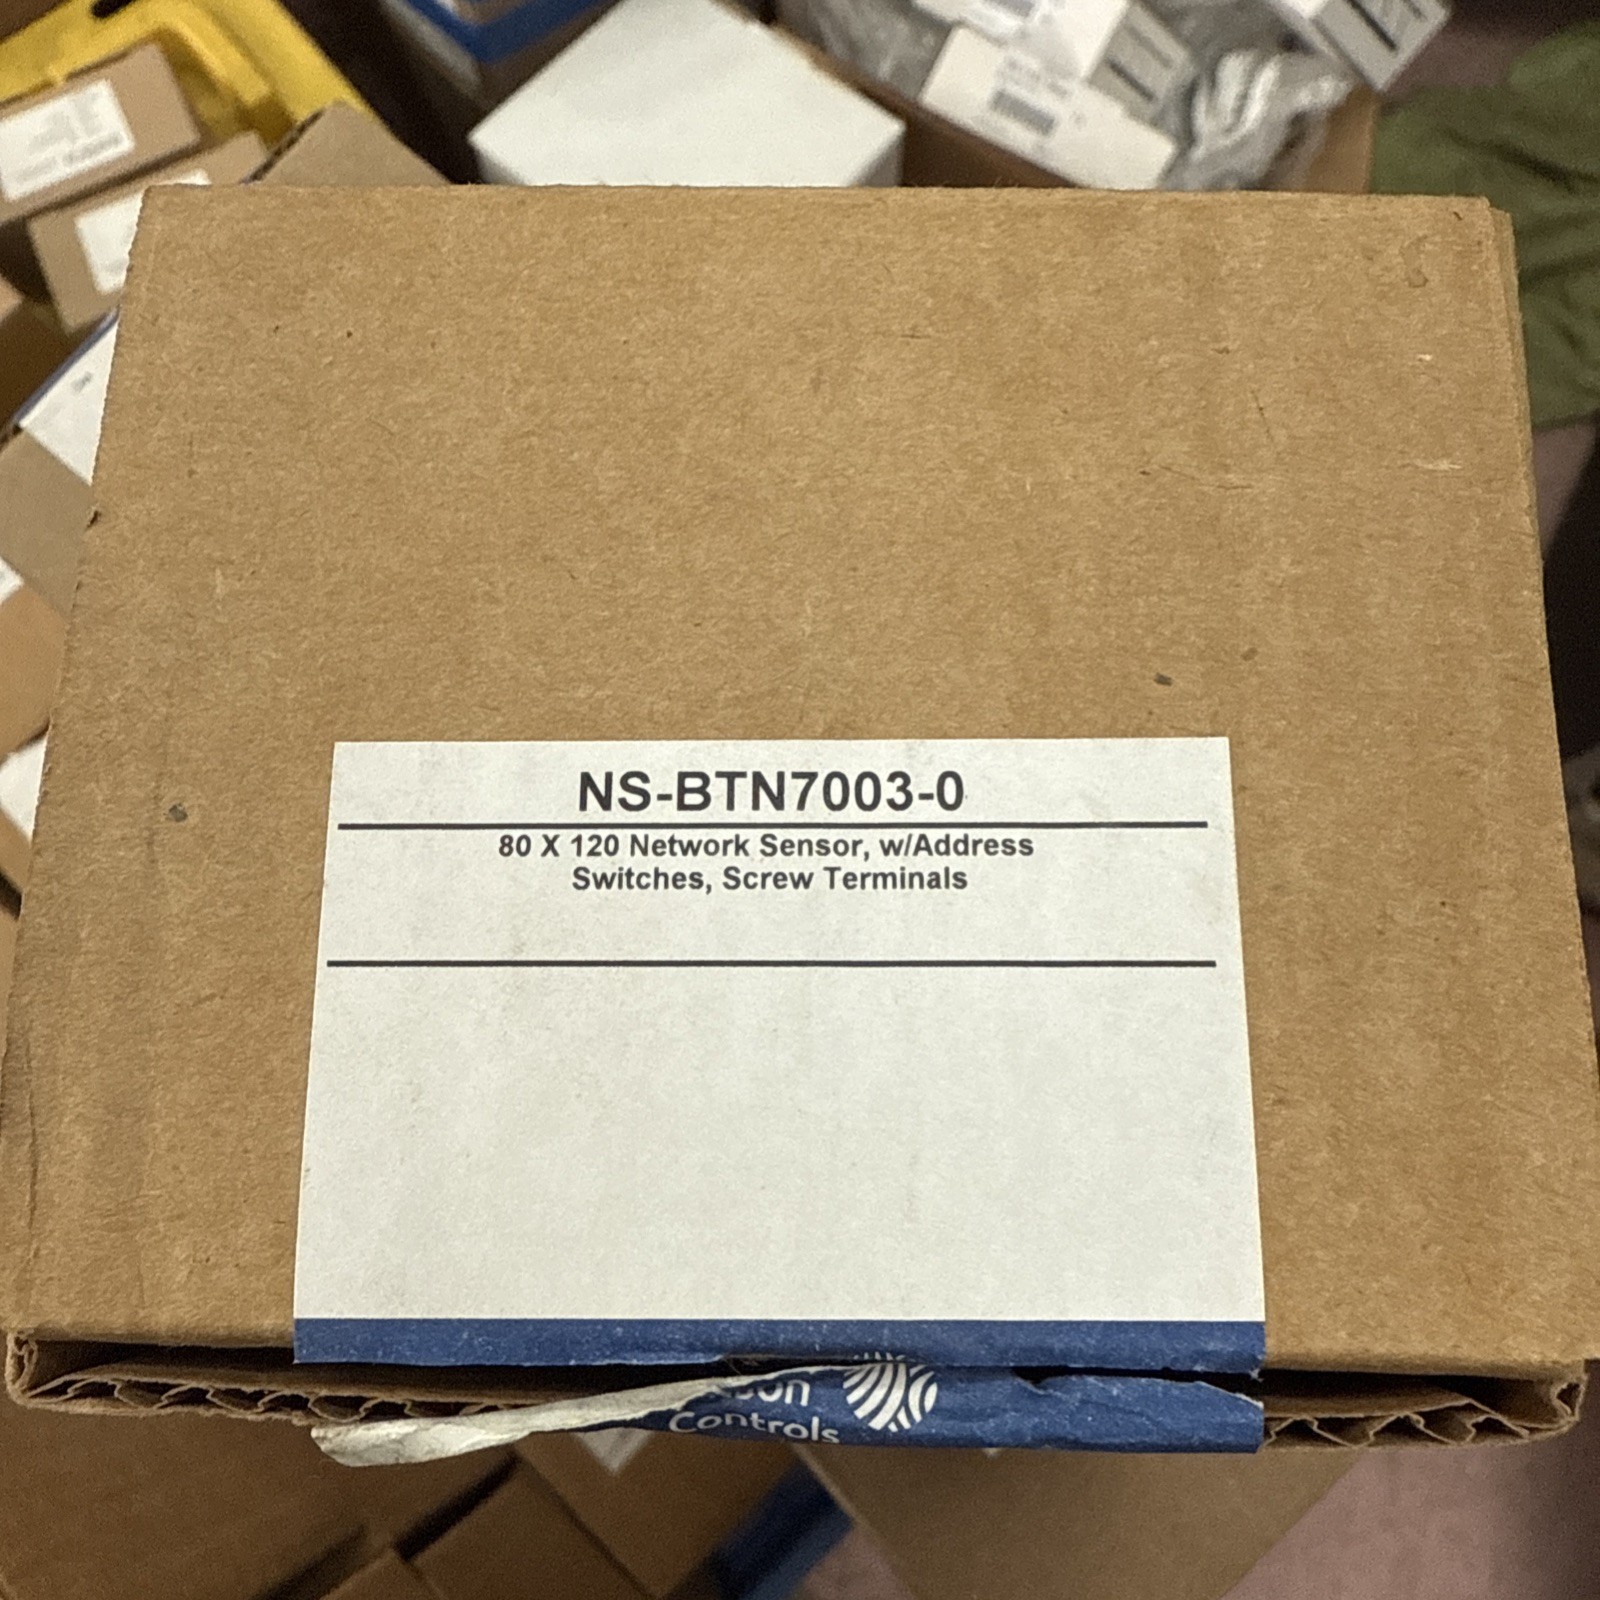 NS-BTN7003-0
80 X 120 Network Sensor, w/Address
Switches, Screw Terminals
Controls